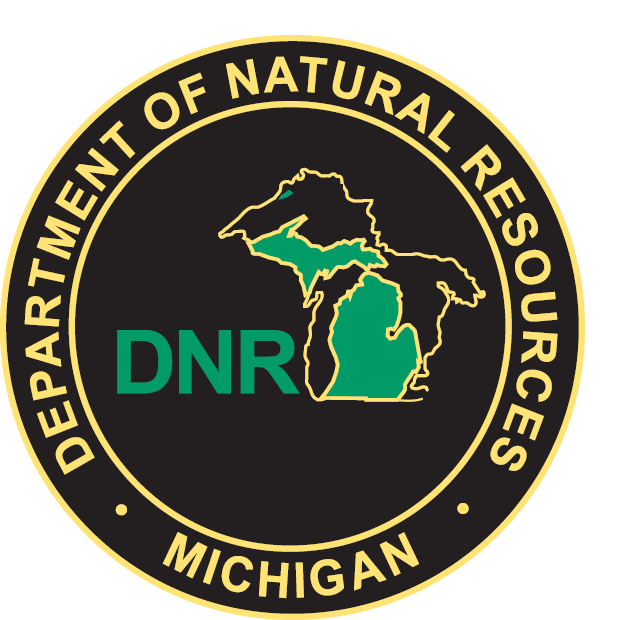 DEPARTMENT OF NATURAL RESOURCES
DNR
• MICHIGAN •